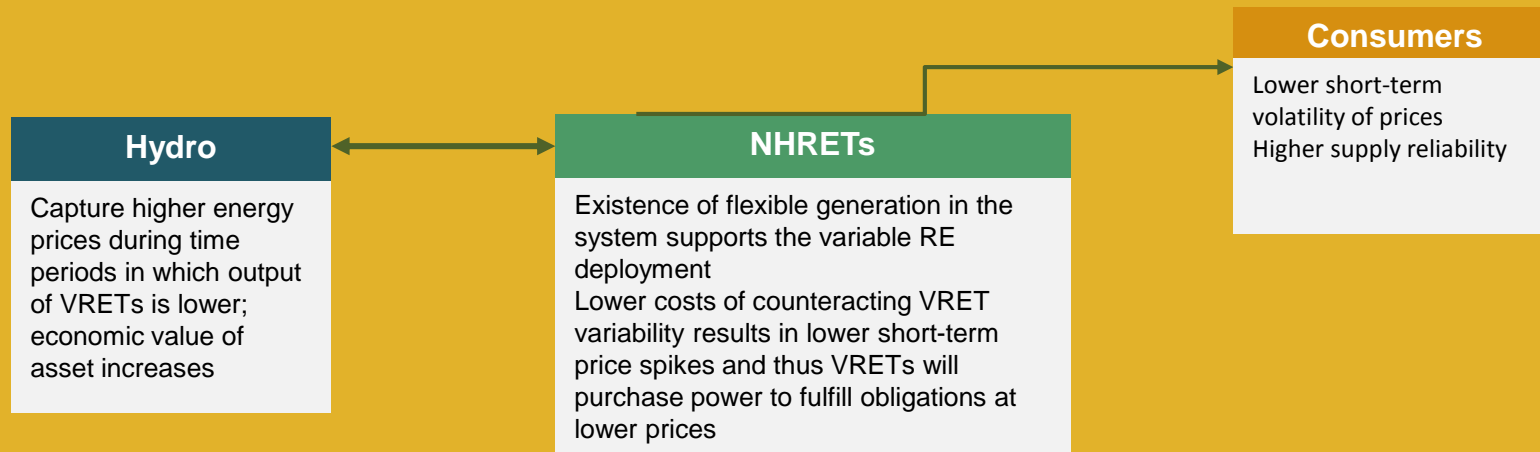 Hydro
Capture higher energy
prices during time
periods in which output
of VRETs is lower;
economic value of
asset increases
NHRETs
Existence of flexible generation in the
system supports the variable RE
deployment
Lower costs of counteracting VRET
variability results in lower short-term
price spikes and thus VRETs will
purchase power to fulfill obligations at
lower prices
Consumers
Lower short-term
volatility of prices
Higher supply reliability